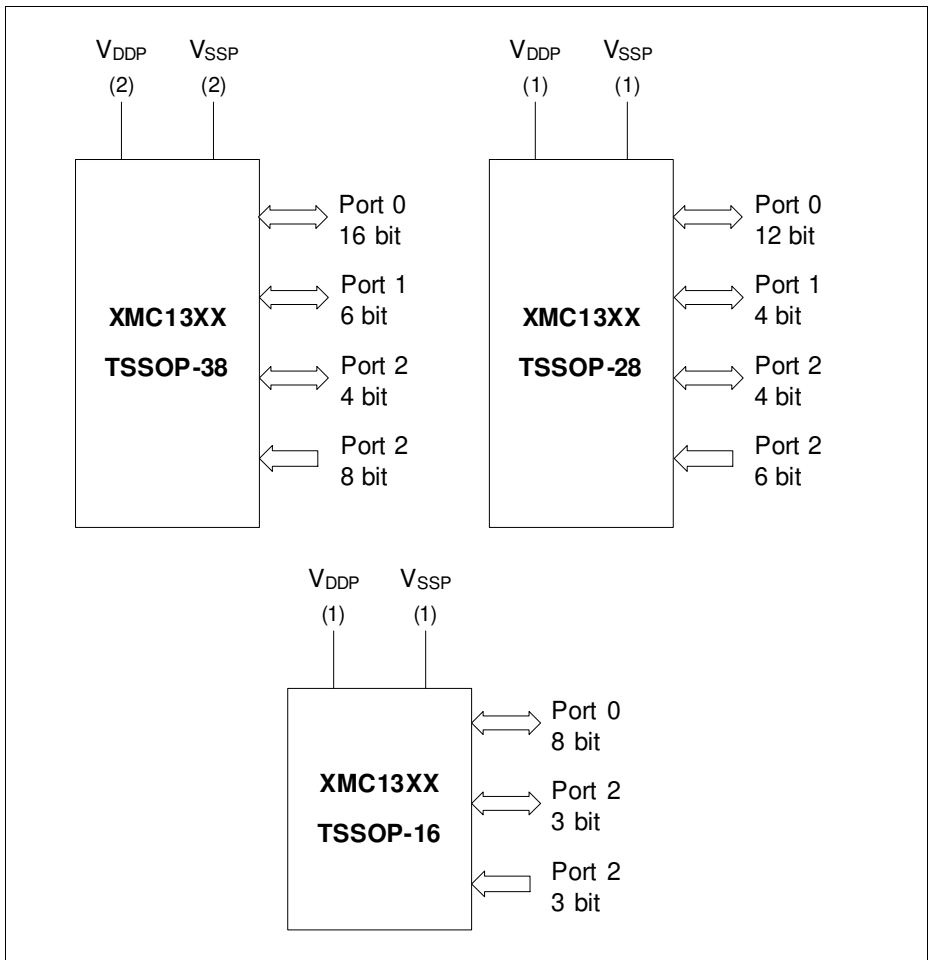 VDDP VSSP
(2) (2)
XMC13XX
TSSOP-38
Port 0
16 bit
Port 1
6 bit
Port 2
4 bit
Port 2
8 bit
VDDP VSSP
(1) (1)
XMC13XX
TSSOP-28
Port 0
12 bit
Port 1
4 bit
Port 2
4 bit
Port 2
6 bit
VDDP VSSP
(1) (1)
XMC13XX
TSSOP-16
Port 0
8 bit
Port 2
3 bit
Port 2
3 bit